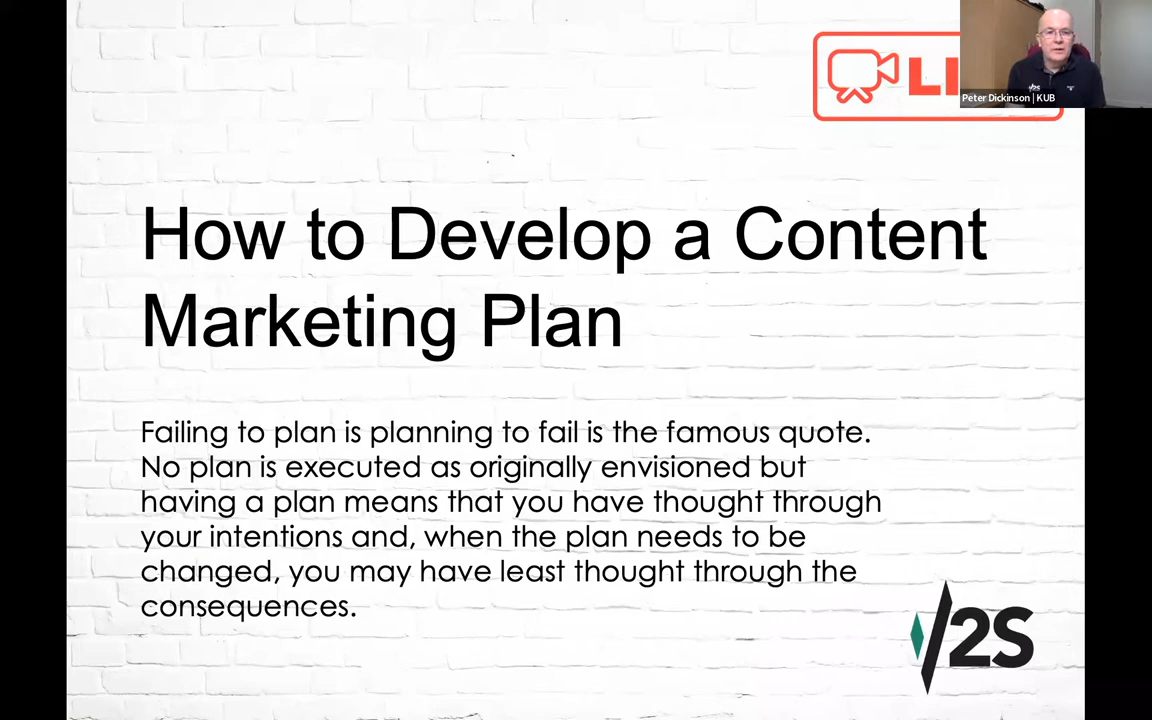 LI
Peter Dickinson | KUB
How to Develop a Content
Marketing Plan
Failing to plan is planning to fail is the famous quote.
No plan is executed as originally envisioned but
having a plan means that you have thought through
your intentions and, when the plan needs to be
changed, you may have least thought through the
consequences.
/2S